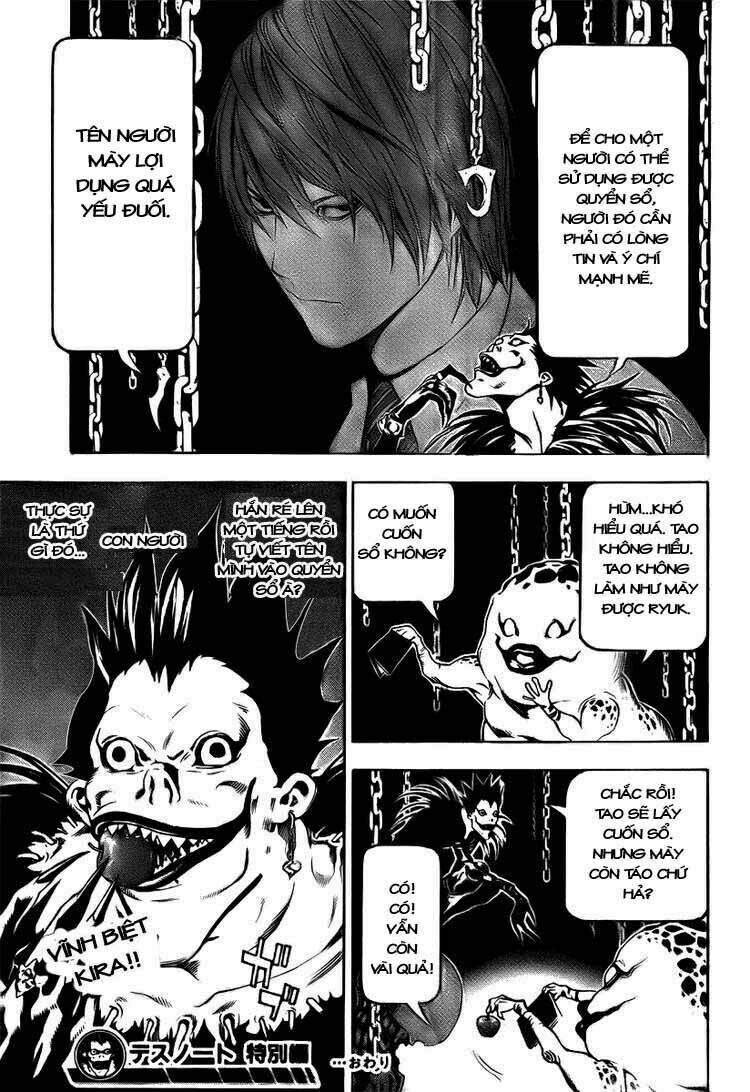 ĐỂ CHO MỘT
NGƯỜI CÓ THỂ
SỬ DỤNG ĐƯỢC
QUYỂN SỔ,
NGƯỜI ĐÓ CẦN
PHẢI CÓ LÒNG
TIN VÀ Ý CHÍ
MẠNH MẼ.
TÊN NGƯỜI
MÀY LỢI
DỤNG QUÁ
YẾU ĐUỐI.
HỪM...KHÓ
HIỂU QUÁ. TAO
KHÔNG HIỂU.
TAO KHÔNG
LÀM NHƯ MÀY
ĐƯỢC RYUK.
CÓ MUỐN
CUỐN
SỔ KHÔNG?
CHẮC RỒI!
TAO SẼ LẤY
CUỐN SỔ.
NHƯNG MÀY
CÒN TÁO CHỨ
HẢ?
CÓ!
CÓ!
VẪN
CÒN
VÀI QUẢ!
HẮN RÉ LÊN
MỘT TIẾNG RỒI
TỰ VIẾT TÊN
MÌNH VÀO QUYỂN
SỔ À?
CON NGƯỜI
THỰC SỰ
LÀ THỨ
GÌ ĐÓ...
VĨNH BIỆT
KIRA!!
デスノート 特別編
…おわり